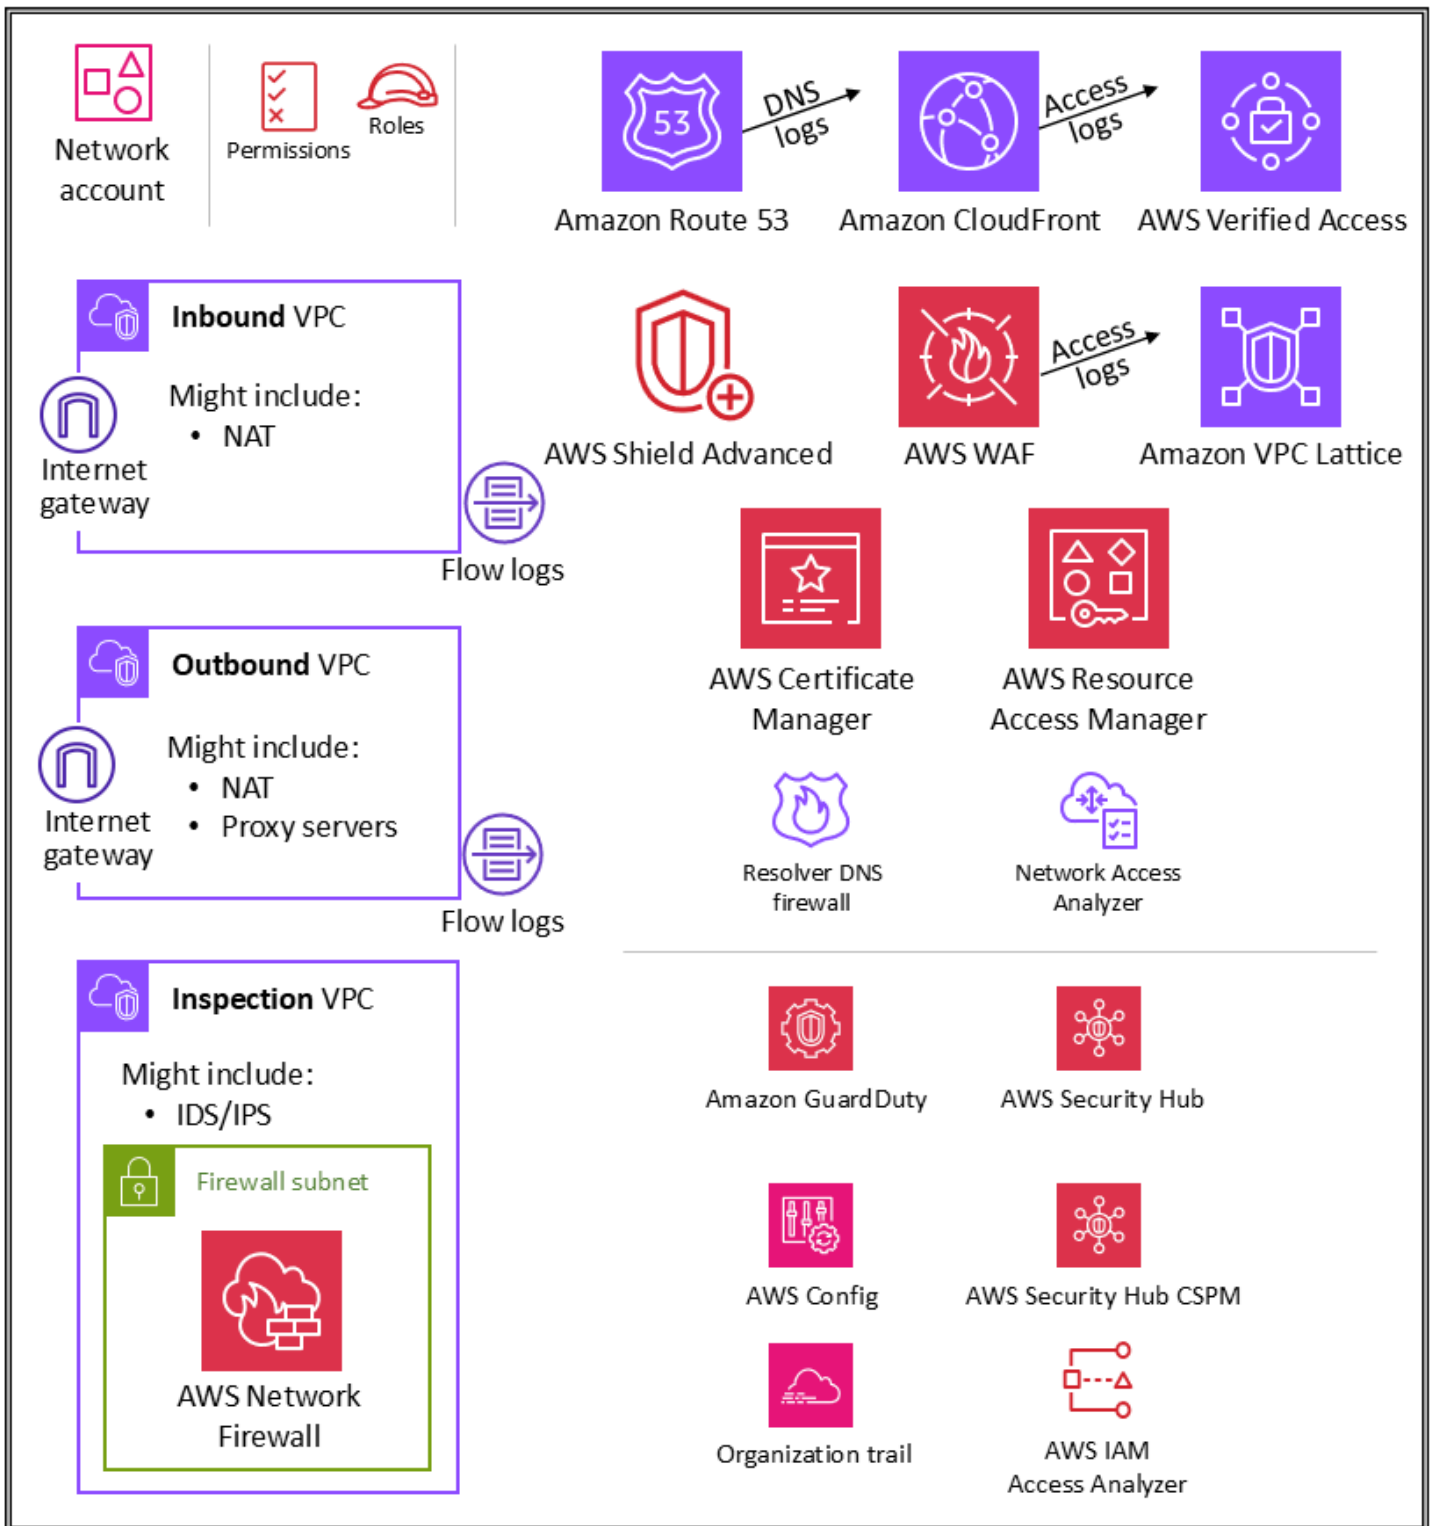 Network
account
Permissions
Roles
53
DNS
logs
Access
logs
Amazon Route 53
Amazon CloudFront
AWS Verified Access
Inbound VPC
Might include:
• NAT
Internet
gateway
Flow logs
AWS Shield Advanced
AWS WAF
Access
logs
Amazon VPC Lattice
AWS Certificate
Manager
AWS Resource
Access Manager
Outbound VPC
Might include:
• NAT
• Proxy servers
Internet
gateway
Flow logs
Resolver DNS
firewall
Network Access
Analyzer
Inspection VPC
Might include:
• IDS/IPS
Firewall subnet
AWS Network
Firewall
Amazon GuardDuty
AWS Security Hub
AWS Config
AWS Security Hub CSPM
Organization trail
AWS IAM
Access Analyzer